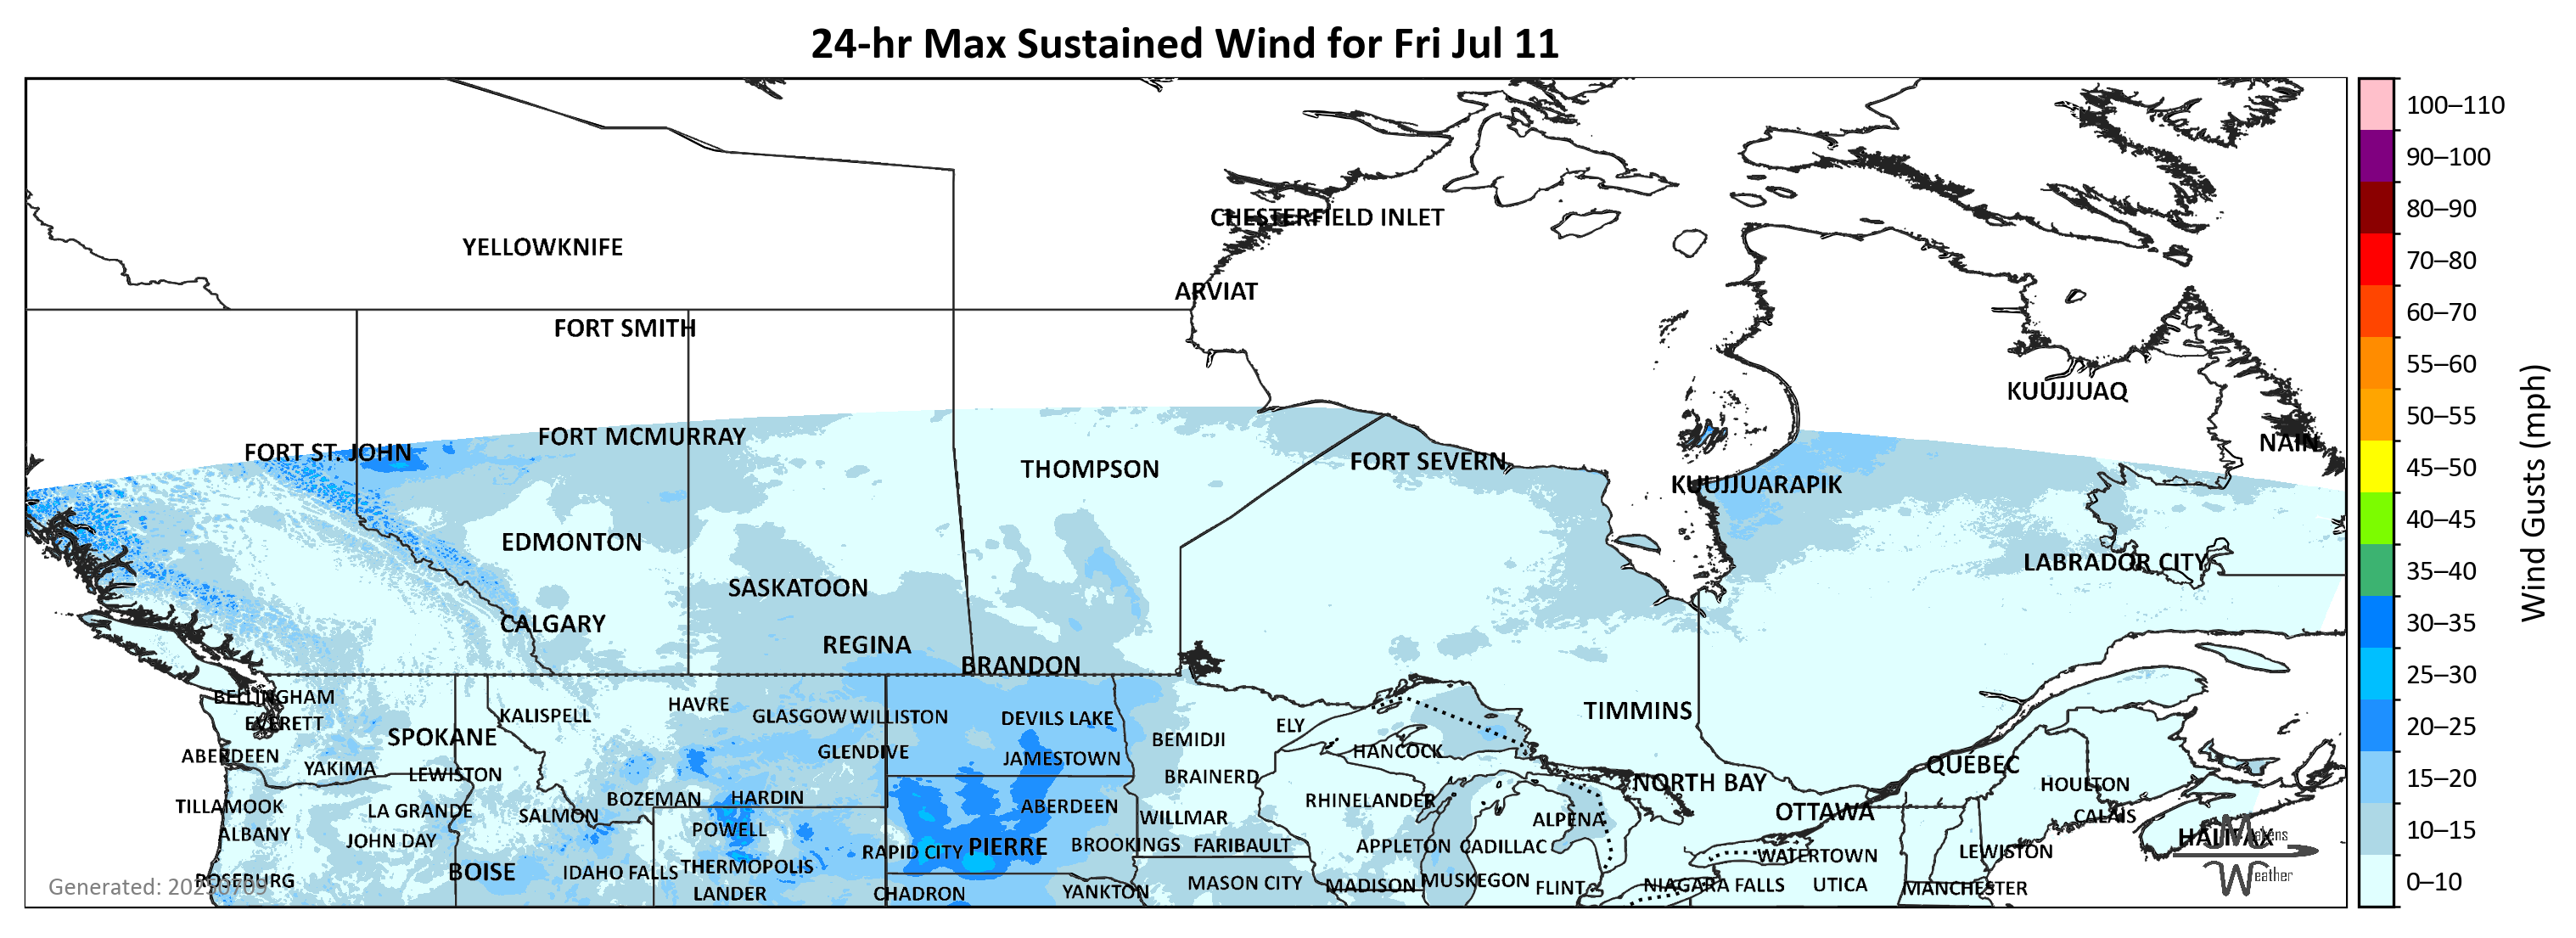 24-hr Max Sustained Wind for Fri Jul 11
CHESTERFIELD INLET
YELLOWKNIFE
ARVIAT
FORT SMITH
KUUJJUAQ
FORT MCMURRAY
NAIN
FORT ST. JOHN
THOMPSON
FORT SEVERN
KUUJJUARAPIK
EDMONTON
LABRADOR CITY
SASKATOON
CALGARY
REGINA
BRANDON
BELLINGHAM
HAVRE
KALISPELL
GLASGOW WILLISTON
DEVILS LAKE
TIMMINS
EVERETT
ELY
SPOKANE
BEMIDJI
ABERDEEN
GLENDIVE
JAMESTOWN
HANCOCK
QUÉBEC
YAKIMA
LEWISTON
BRAINERD
NORTH BAY
HOULTON
TILLAMOOK
LA GRANDE
BOZEMAN
HARDIN
ABERDEEN
RHINELANDER
OTTAWA
SALMON
WILLMAR
ALPENA
CALAIS
ALBANY
JOHN DAY
POWELL
HALIFAX
RAPID CITY
PIERRE
BROOKINGS
FARIBAULT
APPLETON
CADILLAC
WATERTOWN
LEWISTON
BOISE
IDAHO FALLS
THERMOPOLIS
ROSEBURG
LANDER
CHADRON
YANKTON
MASON CITY
MADISON
MUSKEGON
FLINT
NIAGARA FALLS
UTICA
MANCHESTER
Makens
Weather
100–110
90–100
80–90
70–80
60–70
55–60
50–55
45–50
40–45
35–40
30–35
25–30
20–25
15–20
10–15
0–10
Wind Gusts (mph)